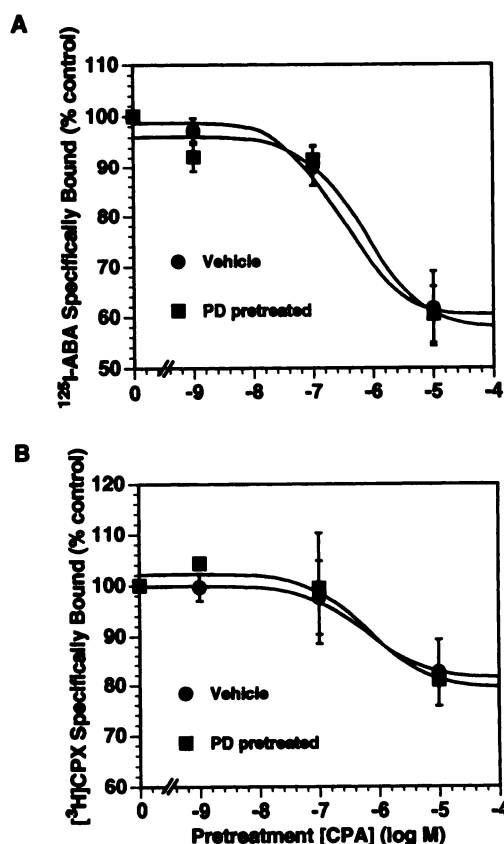 A
¹²⁵I-ABA Specifically Bound (% control)
110
100
90
80
70
60
50
Vehicle
PD pretreated
0 -9 -8 -7 -6 -5 -4
B
[³H]CPX Specifically Bound (% control)
120
110
100
90
80
70
60
Vehicle
PD pretreated
0 -9 -8 -7 -6 -5 -4
Pretreatment [CPA] (log M)